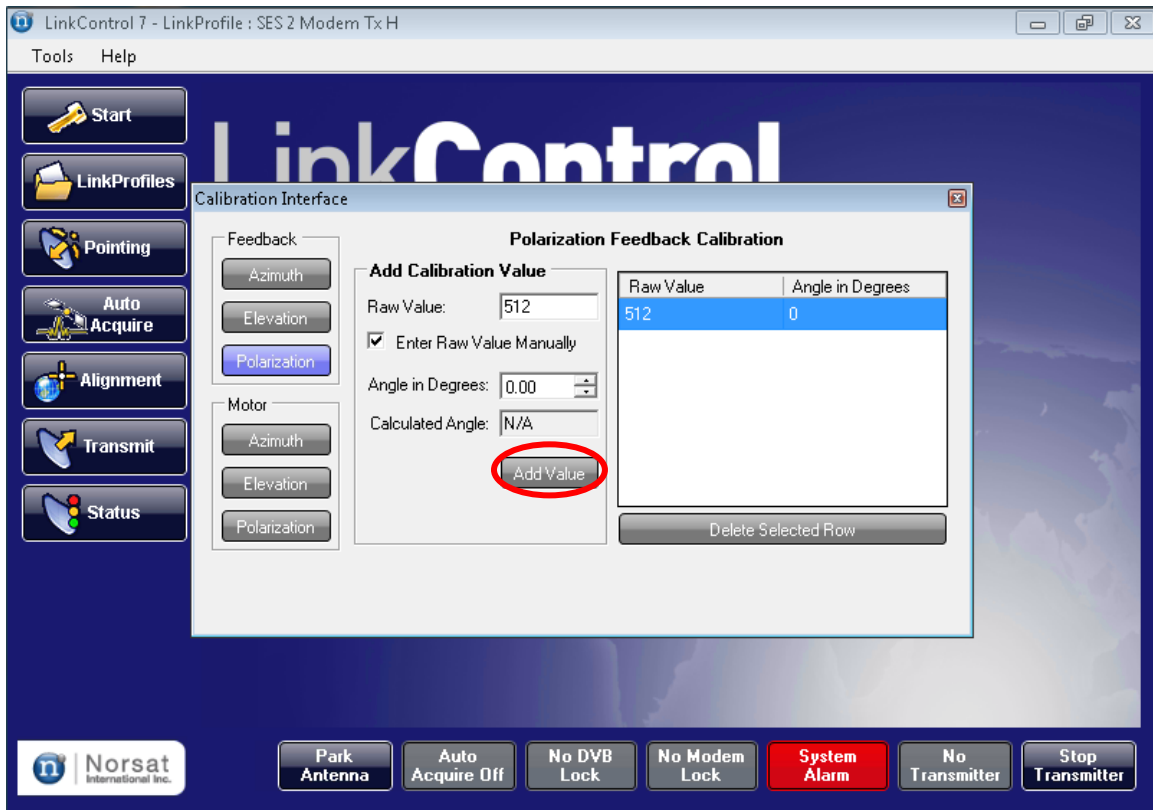 LinkControl 7 - LinkProfile : SES 2 Modem Tx H
Tools Help
Start
LinkProfiles
Pointing
Auto
Acquire
Alignment
Transmit
Status
LinkControl
Calibration Interface
Feedback
Azimuth
Elevation
Polarization
Motor
Azimuth
Elevation
Polarization
Polarization Feedback Calibration
Add Calibration Value
Raw Value: 512
Enter Raw Value Manually
Angle in Degrees: 0.00
Calculated Angle: N/A
Add Value
Raw Value Angle in Degrees
512 0
Delete Selected Row
n
Norsat
International Inc.
Park
Antenna
Auto
Acquire Off
No DVB
Lock
No Modem
Lock
System
Alarm
No
Transmitter
Stop
Transmitter